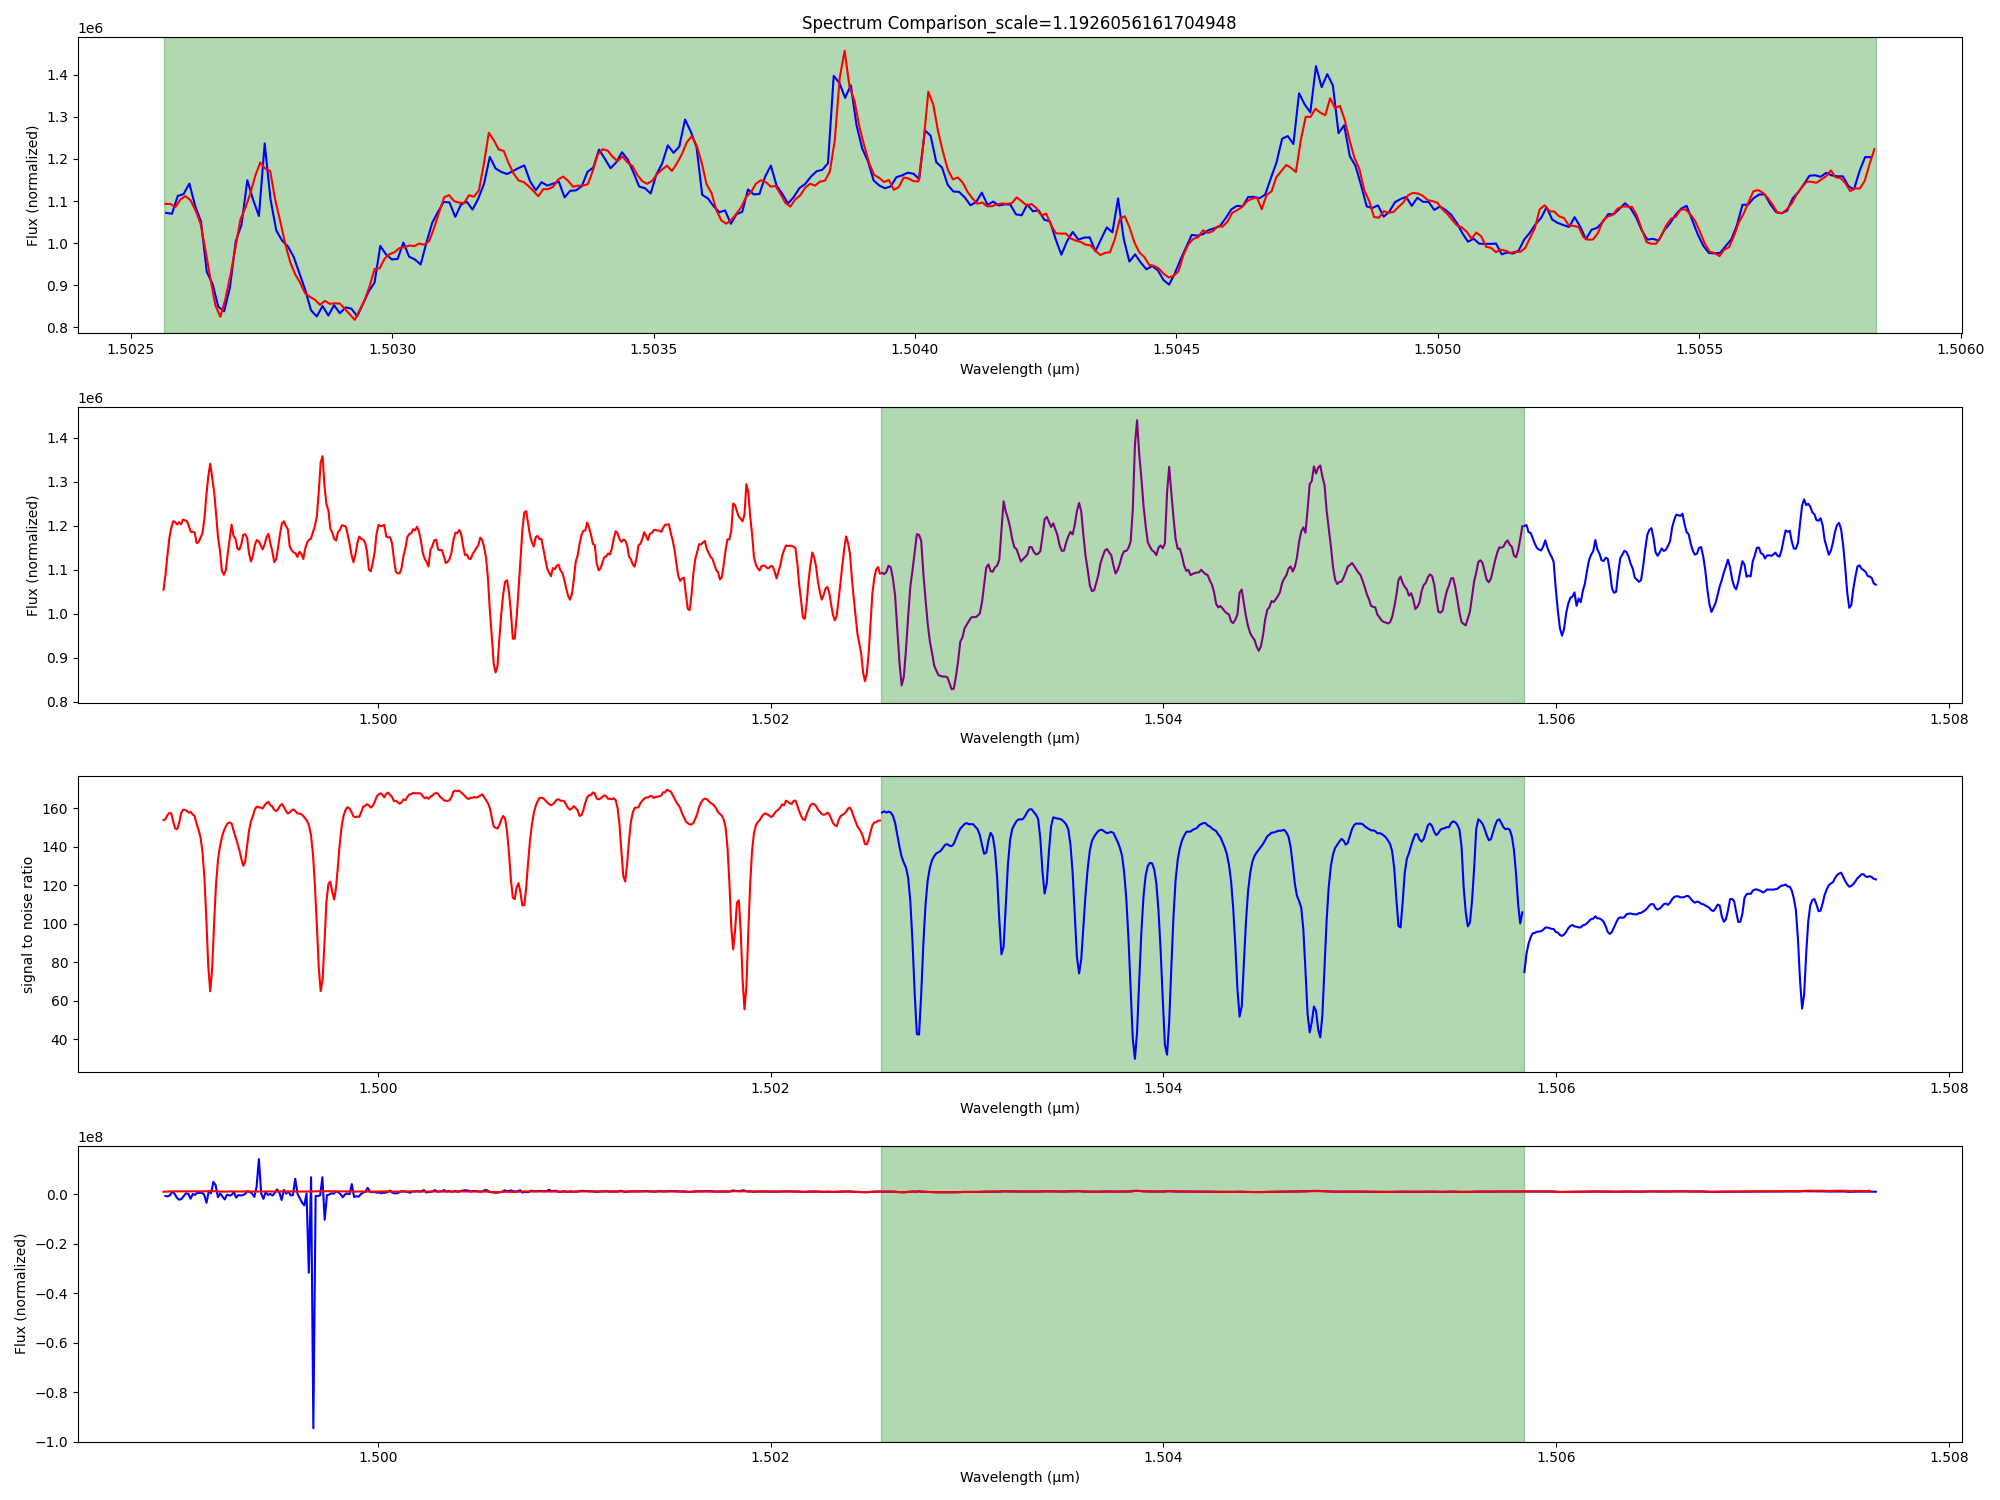 Spectrum Comparison_scale=1.1926056161704948
1e6
Flux (normalized)
1.4
1.3
1.2
1.1
1.0
0.9
0.8
1.5025 1.5030 1.5035 1.5040 1.5045 1.5050 1.5055 1.5060
Wavelength (μm)
1e6
Flux (normalized)
1.4
1.3
1.2
1.1
1.0
0.9
0.8
1.500 1.502 1.504 1.506 1.508
Wavelength (μm)
signal to noise ratio
160
140
120
100
80
60
40
1.500 1.502 1.504 1.506 1.508
Wavelength (μm)
1e8
Flux (normalized)
0.0
−0.2
−0.4
−0.6
−0.8
−1.0
1.500 1.502 1.504 1.506 1.508
Wavelength (μm)